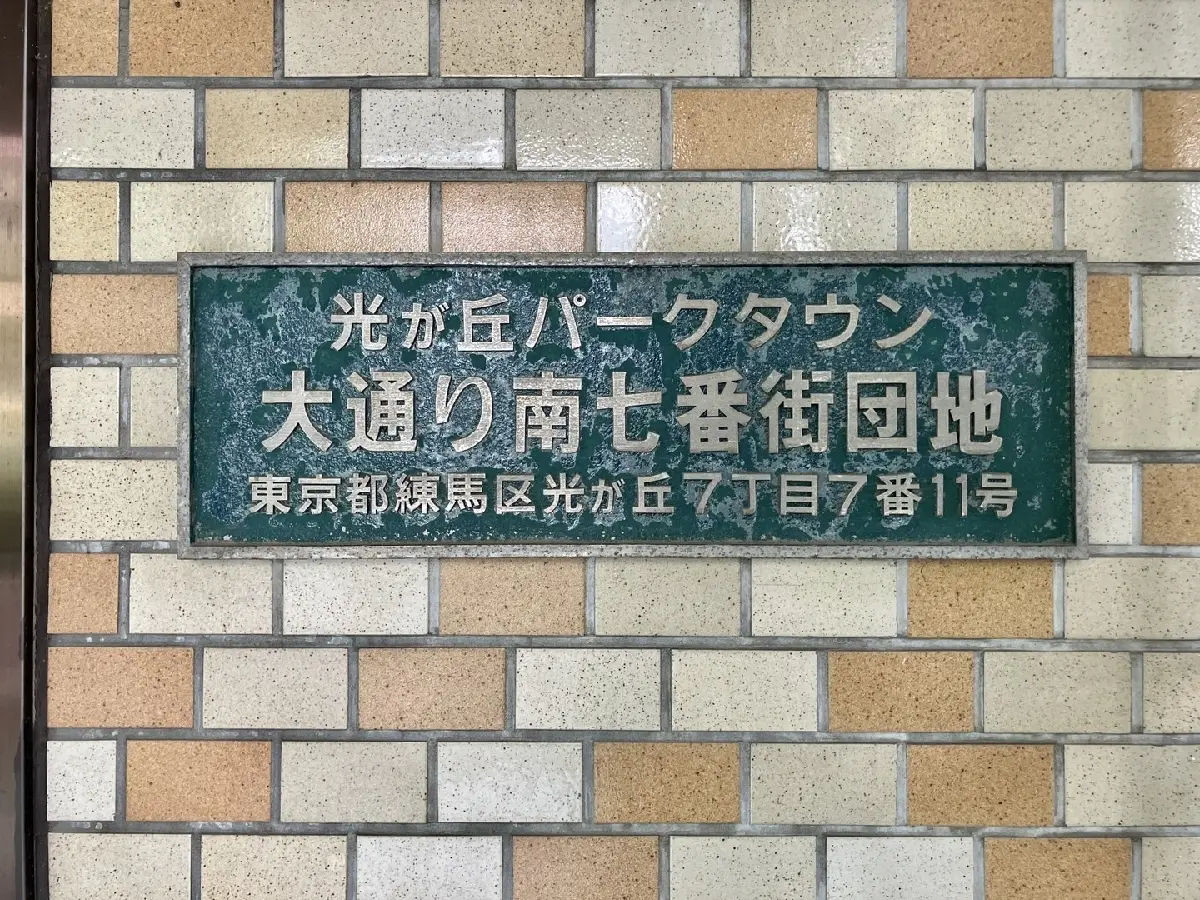 光が丘パークタウン
大通り南七番街団地
東京都練馬区光が丘7丁目7番11号